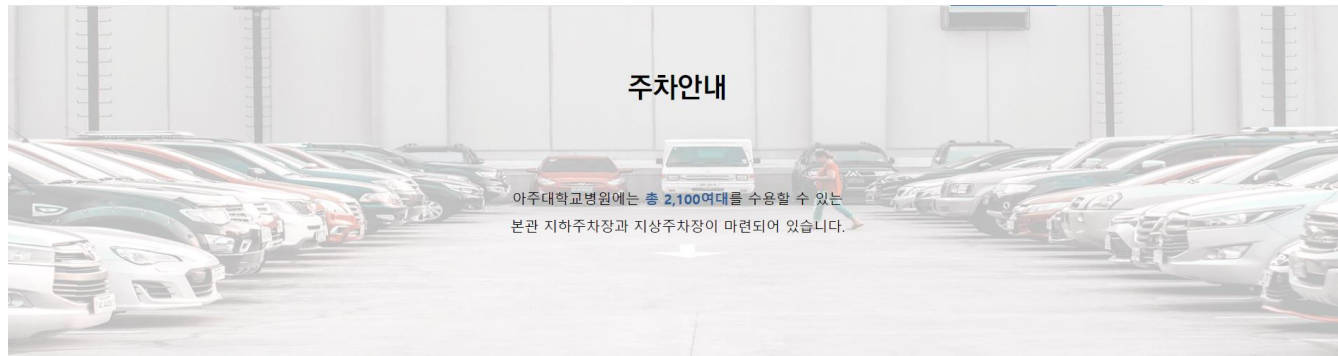 주차안내
아주대학교병원에는 총 2,100여대를 수용할 수 있는
본관 지하주차장과 지상주차장이 마련되어 있습니다.